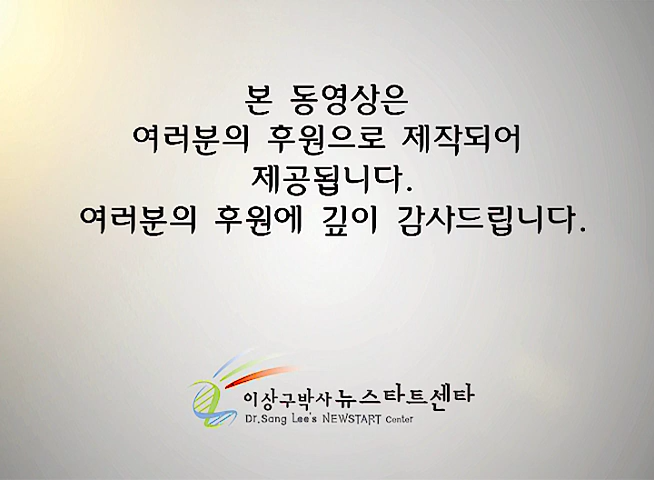 본 동영상은
여러분의 후원으로 제작되어
제공됩니다.
여러분의 후원에 깊이 감사드립니다.
이상구박사 뉴스타트센타
Dr.Sang Lee's NEWSTART Center